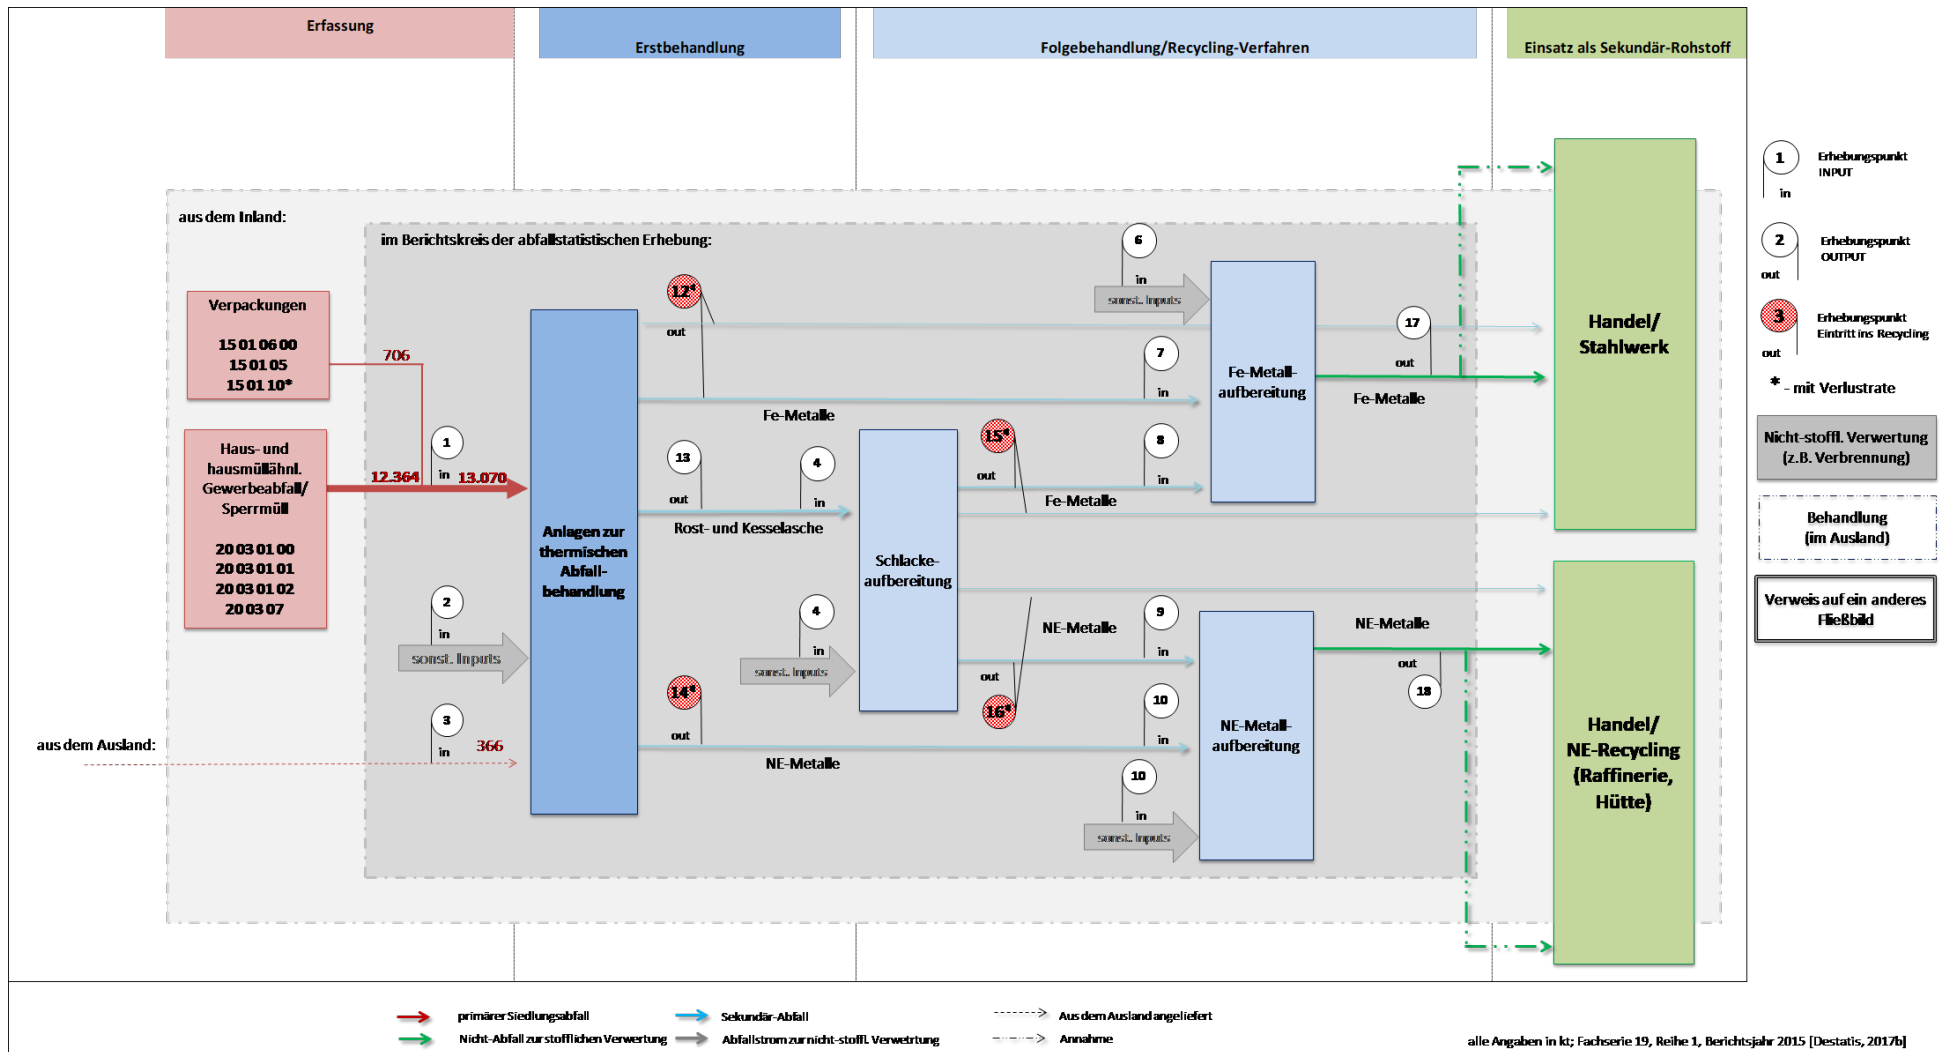 Erfassung
Erstbehandlung
Folgebehandlung/Recycling-Verfahren
Einsatz als Sekundär-Rohstoff
aus dem Inland:
im Berichtskreis der abfallstatistischen Erhebung:
Verpackungen
15 01 06 00
15 01 05
15 01 10*
706
Haus- und
hausmüllähnl.
Gewerbeabfall/
Sperrmüll
20 03 01 00
20 03 01 01
20 03 01 02
20 03 07
12.364
1
in
13.070
2
in
sonst. Inputs
3
in
366
aus dem Ausland:
Anlagen zur
thermischen
Abfall-
behandlung
12*
out
Fe-Metalle
13
out
4
in
Rost- und Kesselasche
4
in
sonst. Inputs
14*
out
NE-Metalle
Schlacke-
aufbereitung
15*
out
Fe-Metalle
16*
out
NE-Metalle
6
in
sonst. Inputs
7
in
8
in
9
in
10
in
10
in
sonst. Inputs
Fe-Metall-
aufbereitung
NE-Metall-
aufbereitung
17
out
Fe-Metalle
NE-Metalle
out
18
Handel/
Stahlwerk
Handel/
NE-Recycling
(Raffinerie,
Hütte)
1
in
Erhebungspunkt
INPUT
2
out
Erhebungspunkt
OUTPUT
3
out
Erhebungspunkt
Eintritt ins Recycling
* - mit Verlustrate
Nicht-stoffl. Verwertung
(z.B. Verbrennung)
Behandlung
(im Ausland)
Verweis auf ein anderes
Fließbild
primärer Siedlungsabfall
Sekundär-Abfall
Aus dem Ausland angeliefert
Nicht-Abfall zur stofflichen Verwertung
Abfallstrom zur nicht-stoffl. Verwetrtung
Annahme
alle Angaben in kt; Fachserie 19, Reihe 1, Berichtsjahr 2015 [Destatis, 2017b]